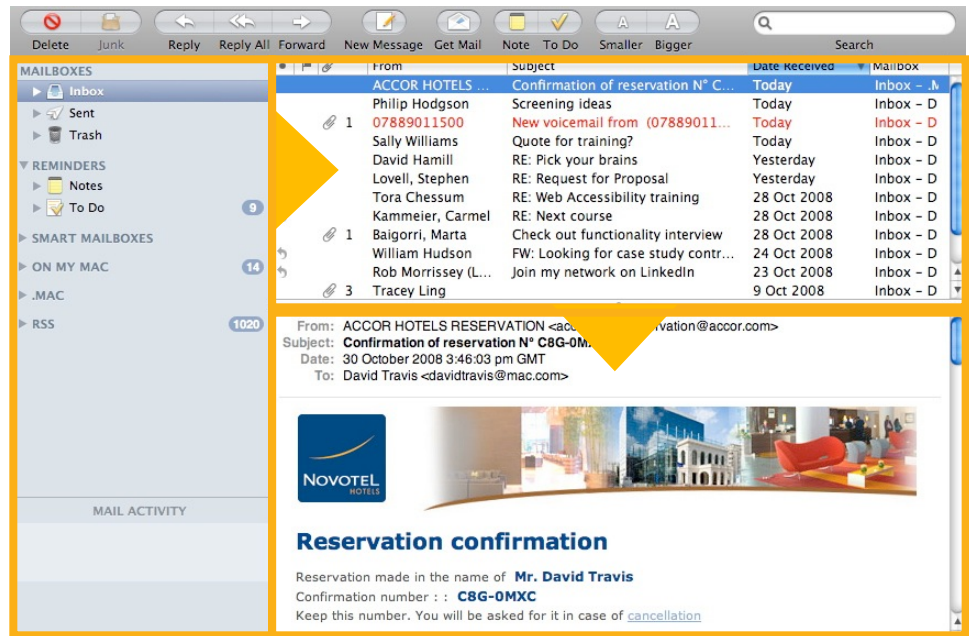 Delete Junk Reply Reply All Forward New Message Get Mail Note To Do Smaller Bigger Search
MAILBOXES
Inbox
Sent
Trash
REMINDERS
Notes
To Do 9
SMART MAILBOXES
ON MY MAC 14
.MAC
RSS 1020
MAIL ACTIVITY
From Subject Date Received Mailbox
ACCOR HOTELS ... Confirmation of reservation N° C... Today Inbox – .M
Philip Hodgson Screening ideas Today Inbox – D
1 07889011500 New voicemail from (07889011... Today Inbox – D
Sally Williams Quote for training? Today Inbox – D
David Hamill RE: Pick your brains Yesterday Inbox – D
Lovell, Stephen RE: Request for Proposal Yesterday Inbox – D
Tora Chessum RE: Web Accessibility training 28 Oct 2008 Inbox – D
Kammeier, Carmel RE: Next course 28 Oct 2008 Inbox – D
1 Baigorri, Marta Check out functionality interview 28 Oct 2008 Inbox – D
William Hudson FW: Looking for case study contr... 24 Oct 2008 Inbox – D
Rob Morrissey (L... Join my network on LinkedIn 23 Oct 2008 Inbox – D
3 Tracey Ling 9 Oct 2008 Inbox – D
From: ACCOR HOTELS RESERVATION
Subject: Confirmation of reservation N° C8G-0M
Date: 30 October 2008 3:46:03 pm GMT
To: David Travis <davidtravis@mac.com>
NOVOTEL
HOTELS
Reservation confirmation
Reservation made in the name of Mr. David Travis
Confirmation number : : C8G-0MXC
Keep this number. You will be asked for it in case of cancellation